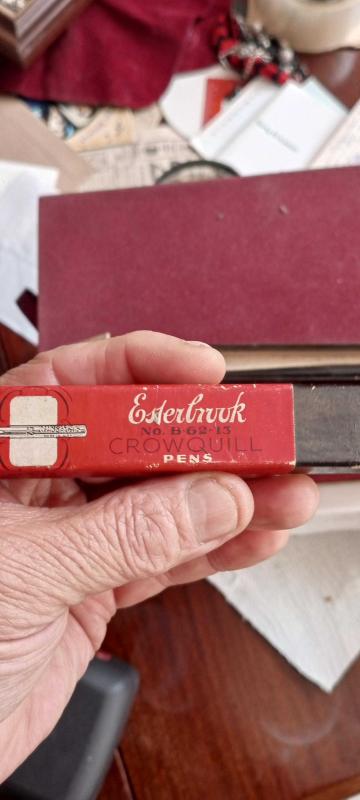 Esterbrook
No. B-62-13
CROWQUILL
PENS